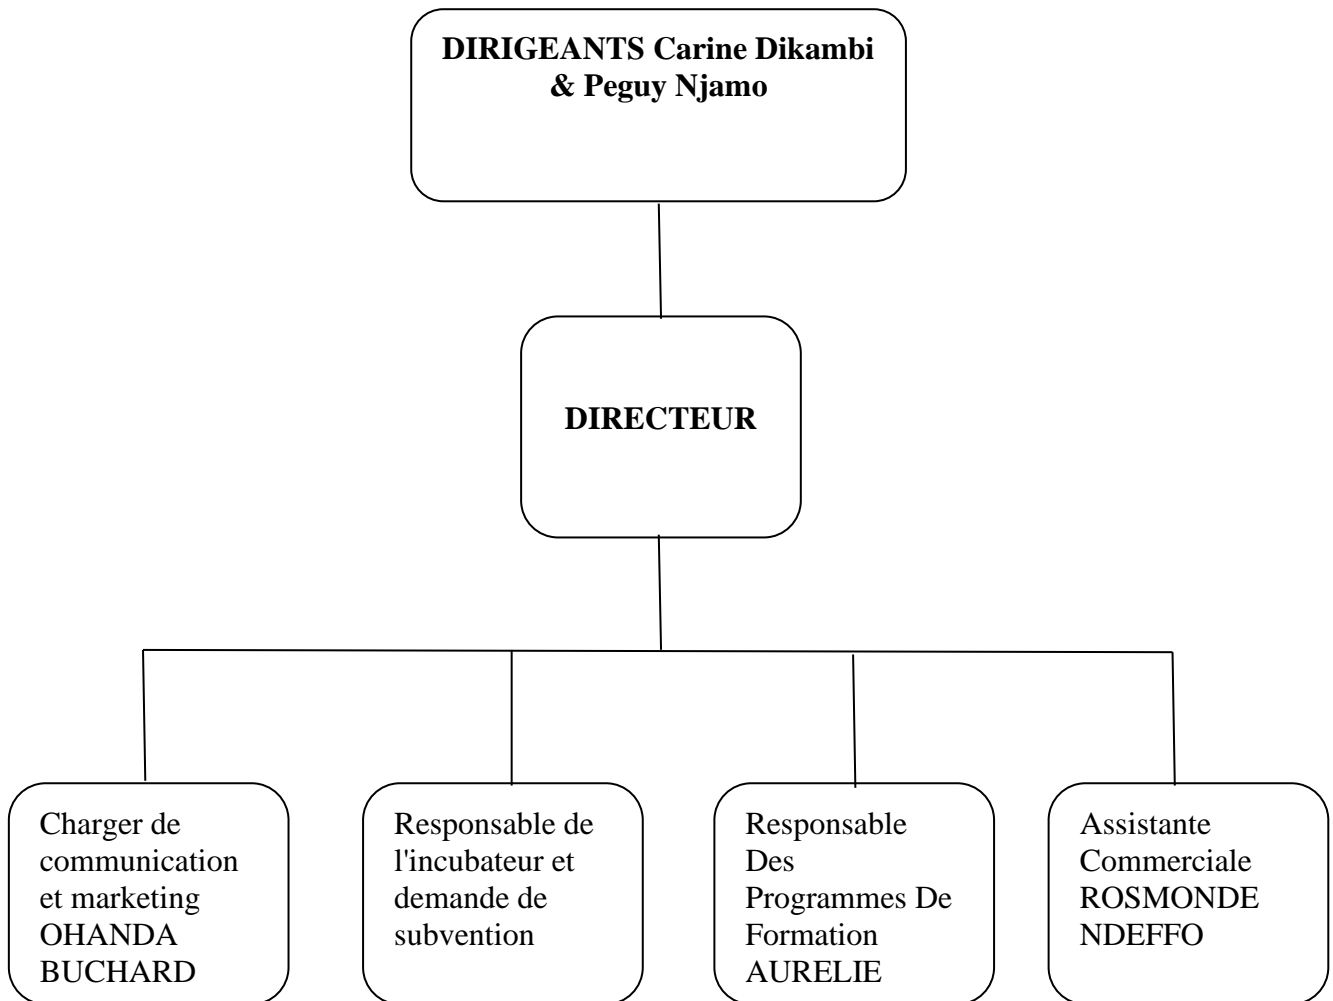 DIRIGEANTS Carine Dikambi
& Peguy Njamo
DIRECTEUR
Charger de
communication
et marketing
OHANDA
BUCHARD
Responsable de
l'incubateur et
demande de
subvention
Responsable
Des
Programmes De
Formation
AURELIE
Assistante
Commerciale
ROSMONDE
NDEFFO